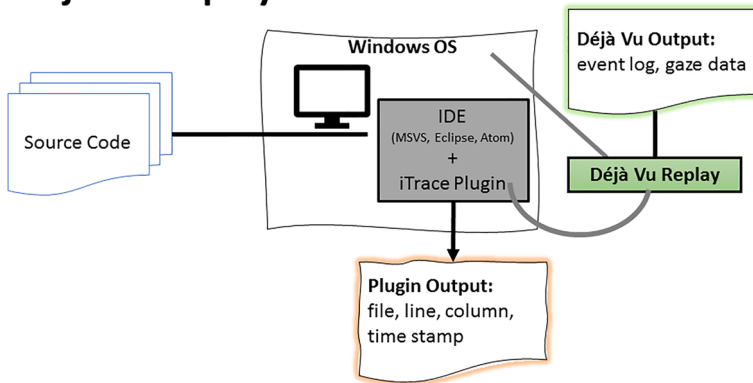 Windows OS
Déjà Vu Output:
event log, gaze data
Source Code
IDE
(MSVS, Eclipse, Atom)
+
iTrace Plugin
Déjà Vu Replay
Plugin Output:
file, line, column,
time stamp